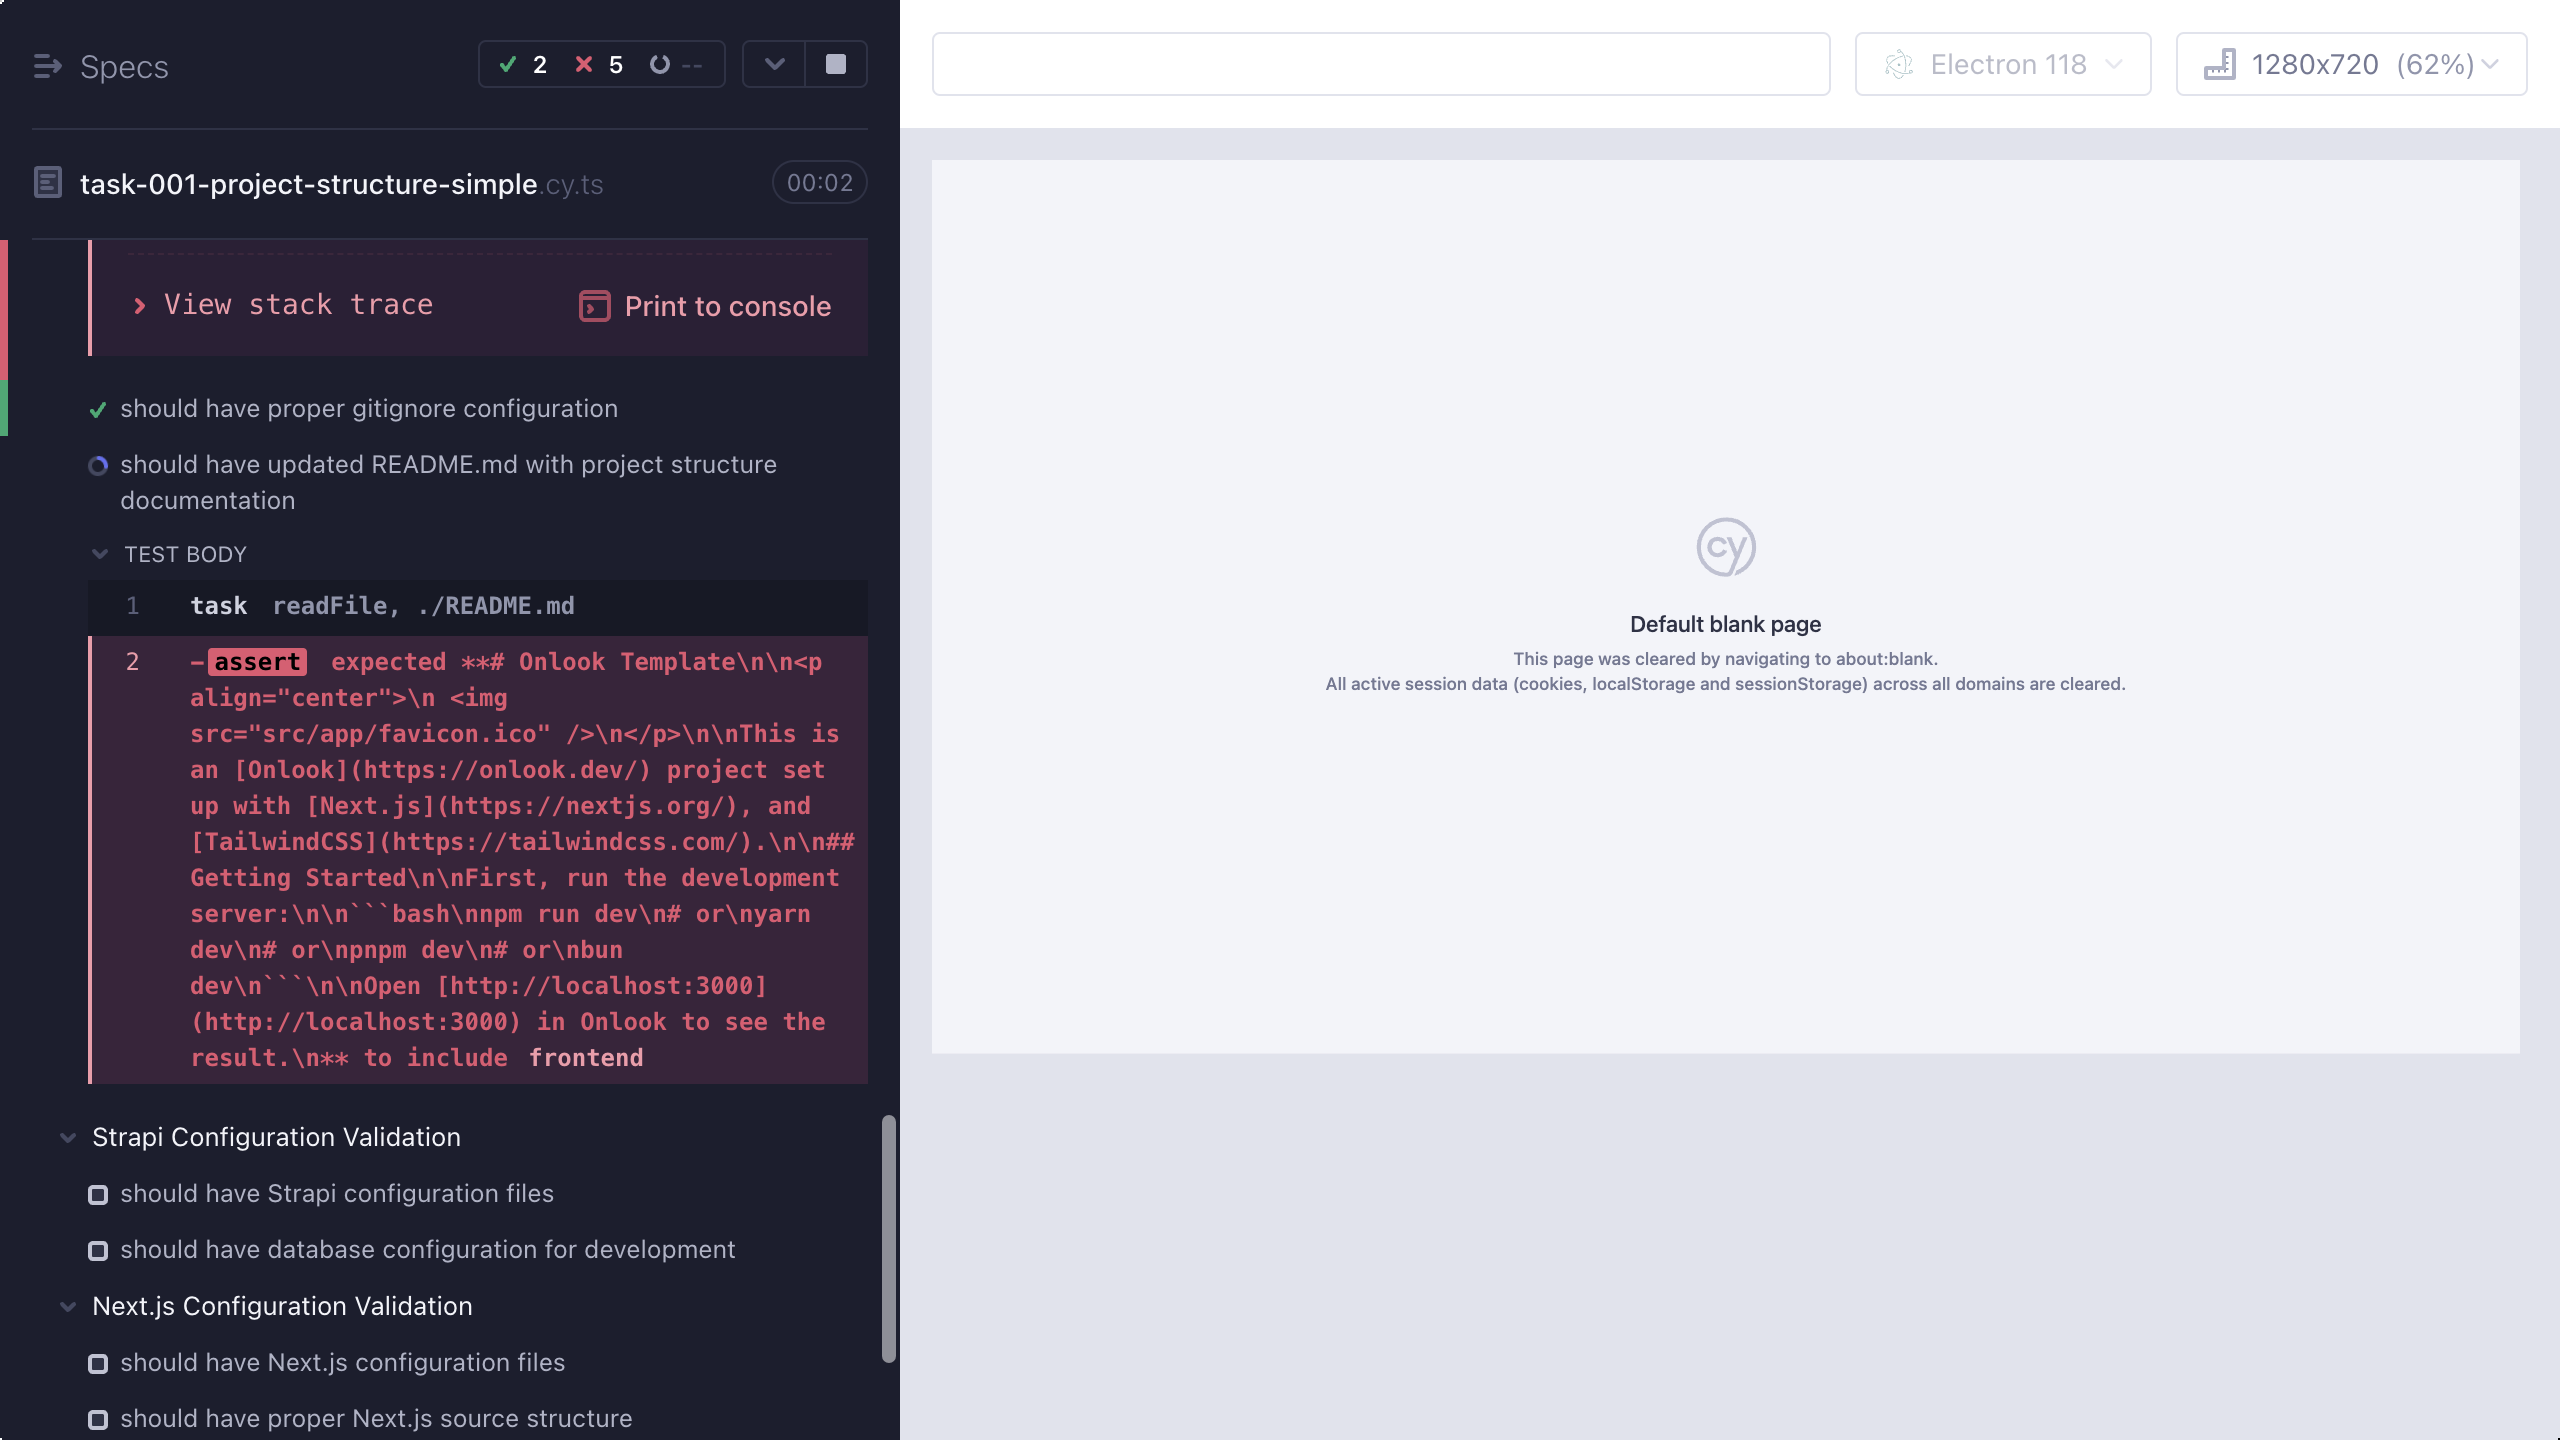 Specs
2 5 --
task-001-project-structure-simple.cy.ts 00:02
View stack trace Print to console
should have proper gitignore configuration
should have updated README.md with project structure
documentation
TEST BODY
1 task readFile, ./README.md
2 -assert expected **# Onlook Template\n\n<p
align="center">\n <img
src="src/app/favicon.ico" />\n</p>\n\nThis is
an [Onlook](https://onlook.dev/) project set
up with [Next.js](https://nextjs.org/), and
[TailwindCSS](https://tailwindcss.com/).\n\n##
Getting Started\n\nFirst, run the development
server:\n\n```bash\nnpm run dev\n# or\nyarn
dev\n# or\npnpm dev\n# or\nbun
dev\n```\n\nOpen [http://localhost:3000]
(http://localhost:3000) in Onlook to see the
result.\n** to include frontend
Strapi Configuration Validation
should have Strapi configuration files
should have database configuration for development
Next.js Configuration Validation
should have Next.js configuration files
should have proper Next.js source structure
Electron 118
1280x720 (62%)
cy
Default blank page
This page was cleared by navigating to about:blank.
All active session data (cookies, localStorage and sessionStorage) across all domains are cleared.